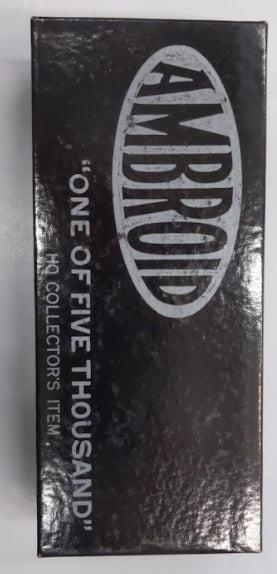 AMBROID
"ONE OF FIVE THOUSAND"
HO COLLECTOR'S ITEM